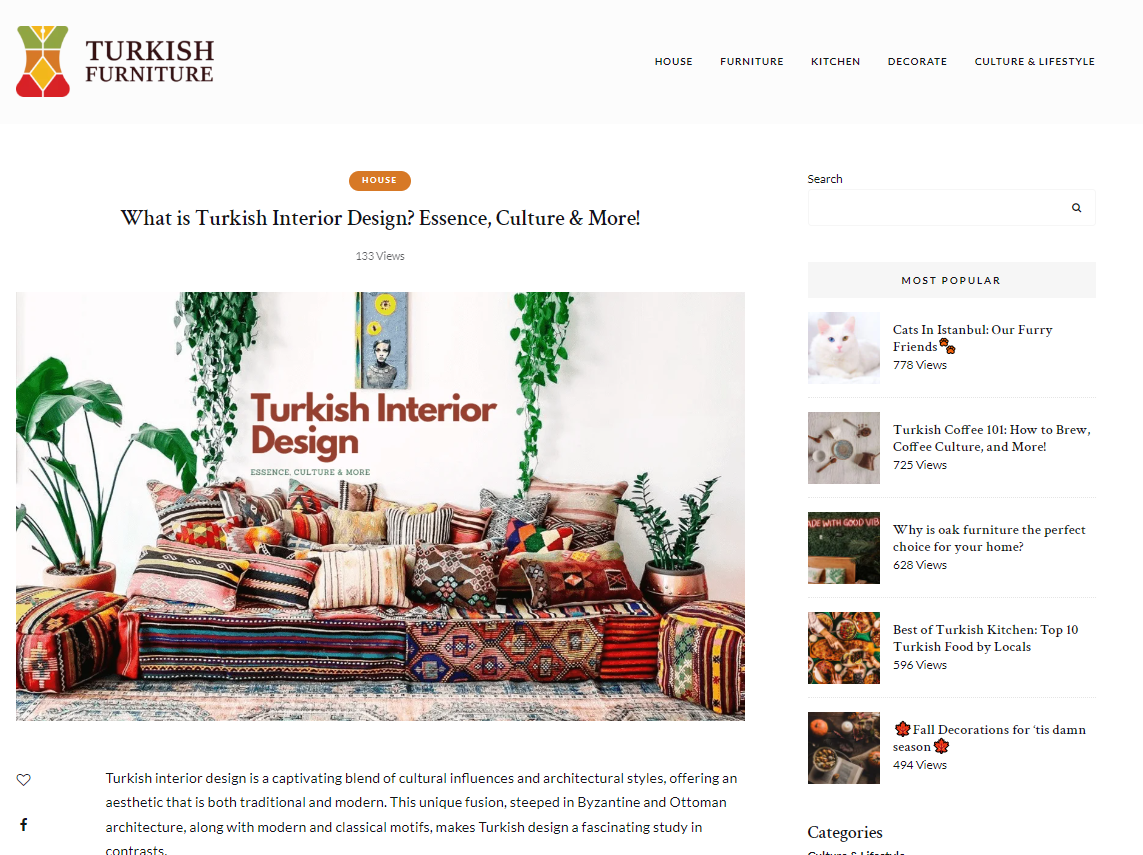 TURKISH
FURNITURE
HOUSE
FURNITURE
KITCHEN
DECORATE
CULTURE & LIFESTYLE
HOUSE
What is Turkish Interior Design? Essence, Culture & More!
133 Views
Turkish Interior
Design
ESSENCE, CULTURE & MORE
Turkish interior design is a captivating blend of cultural influences and architectural styles, offering an
aesthetic that is both traditional and modern. This unique fusion, steeped in Byzantine and Ottoman
architecture, along with modern and classical motifs, makes Turkish design a fascinating study in
contrasts.
Search
MOST POPULAR
Cats In Istanbul: Our Furry
Friends🐾
778 Views
Turkish Coffee 101: How to Brew,
Coffee Culture, and More!
725 Views
ADE WITH GOOD VIB
Why is oak furniture the perfect
choice for your home?
628 Views
Best of Turkish Kitchen: Top 10
Turkish Food by Locals
596 Views
🍁Fall Decorations for ‘tis damn
season🍁
494 Views
Categories
Culture & Lifestyle